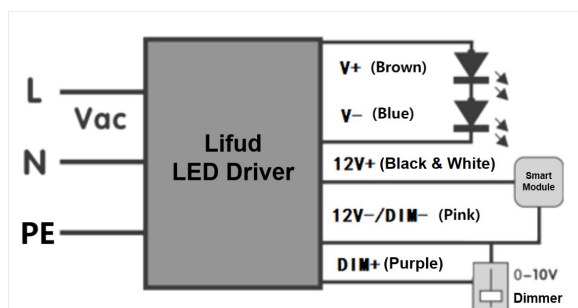 L
Vac
N
PE
Lifud
LED Driver
V+ (Brown)
V- (Blue)
12V+ (Black & White)
12V-/DIM- (Pink)
DIM+ (Purple)
Smart
Module
0-10V
Dimmer